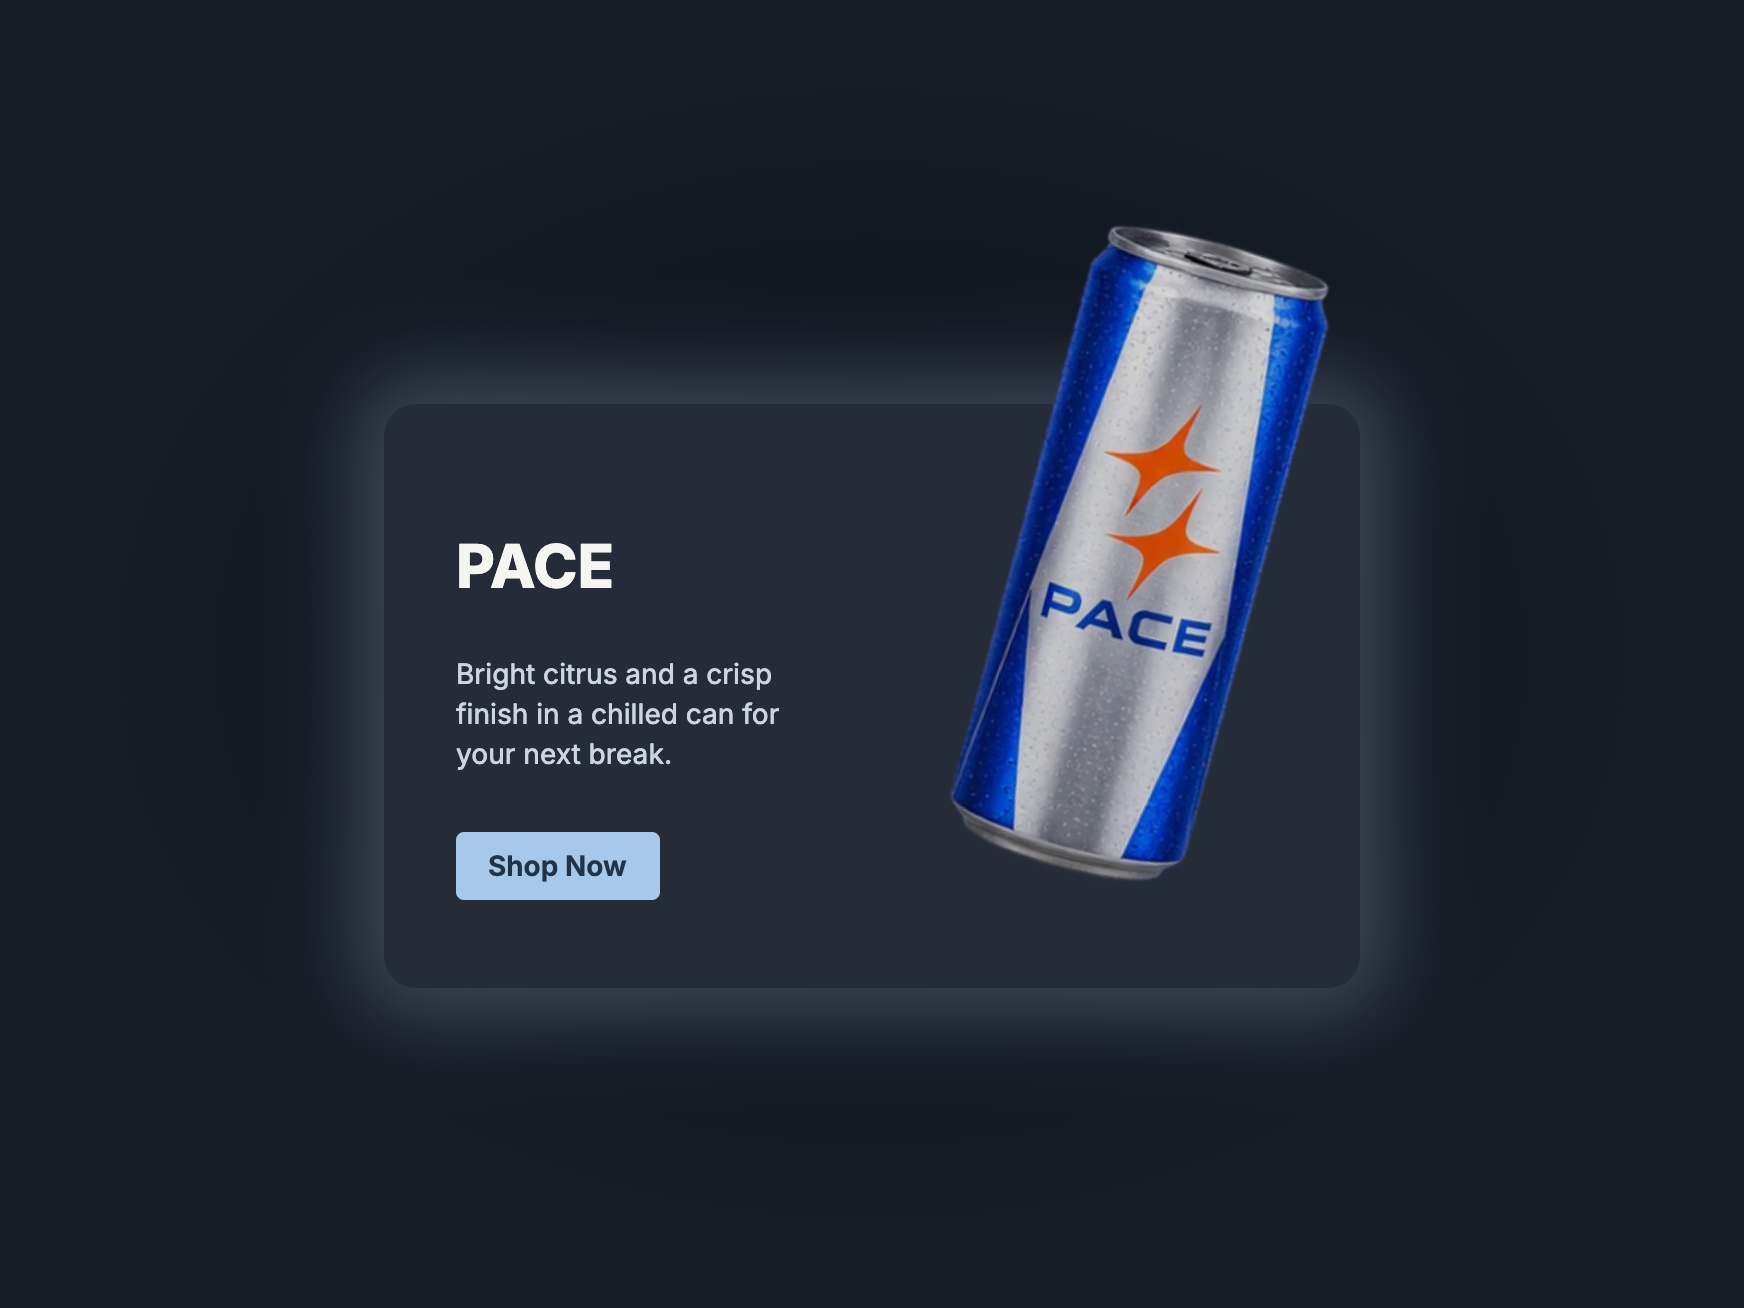 PACE
Bright citrus and a crisp
finish in a chilled can for
your next break.
Shop Now
PACE